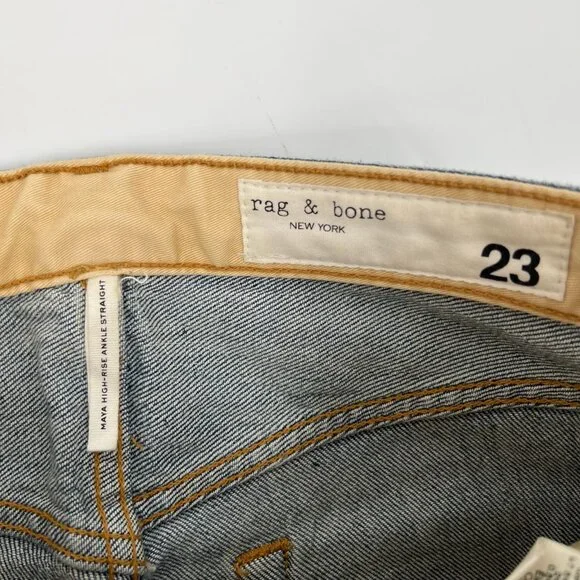 rag & bone
NEW YORK
23
MAYA HIGH-RISE ANKLE STRAIGHT